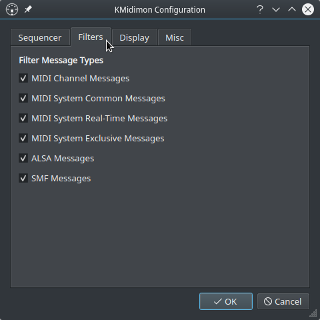 KMidimon Configuration
Sequencer Filters Display Misc
Filter Message Types
MIDI Channel Messages
MIDI System Common Messages
MIDI System Real-Time Messages
MIDI System Exclusive Messages
ALSA Messages
SMF Messages
OK Cancel